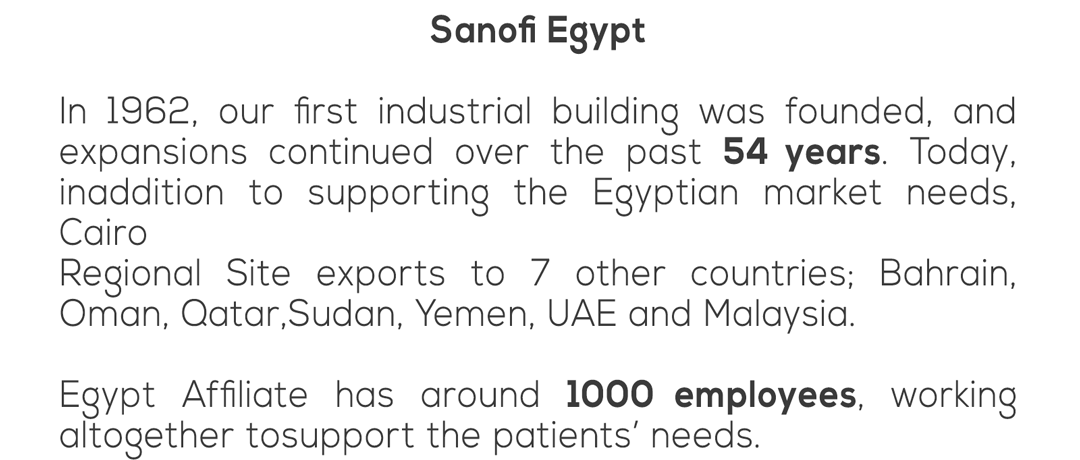 Sanofi Egypt
In 1962, our first industrial building was founded, and
expansions continued over the past 54 years. Today,
inaddition to supporting the Egyptian market needs,
Cairo
Regional Site exports to 7 other countries; Bahrain,
Oman, Qatar,Sudan, Yemen, UAE and Malaysia.
Egypt Affiliate has around 1000 employees, working
altogether tosupport the patients’ needs.